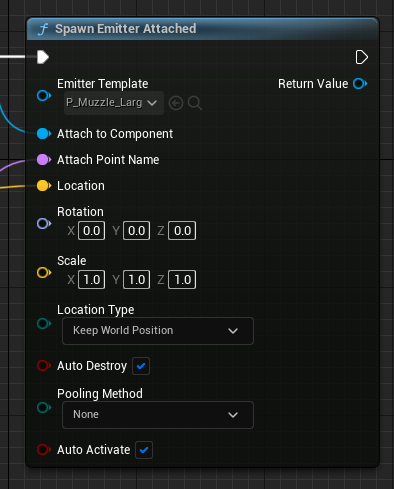 f Spawn Emitter Attached
Emitter Template Return Value
P_Muzzle_Larg
Attach to Component
Attach Point Name
Location
Rotation
X 0.0 Y 0.0 Z 0.0
Scale
X 1.0 Y 1.0 Z 1.0
Location Type
Keep World Position
Auto Destroy
Pooling Method
None
Auto Activate